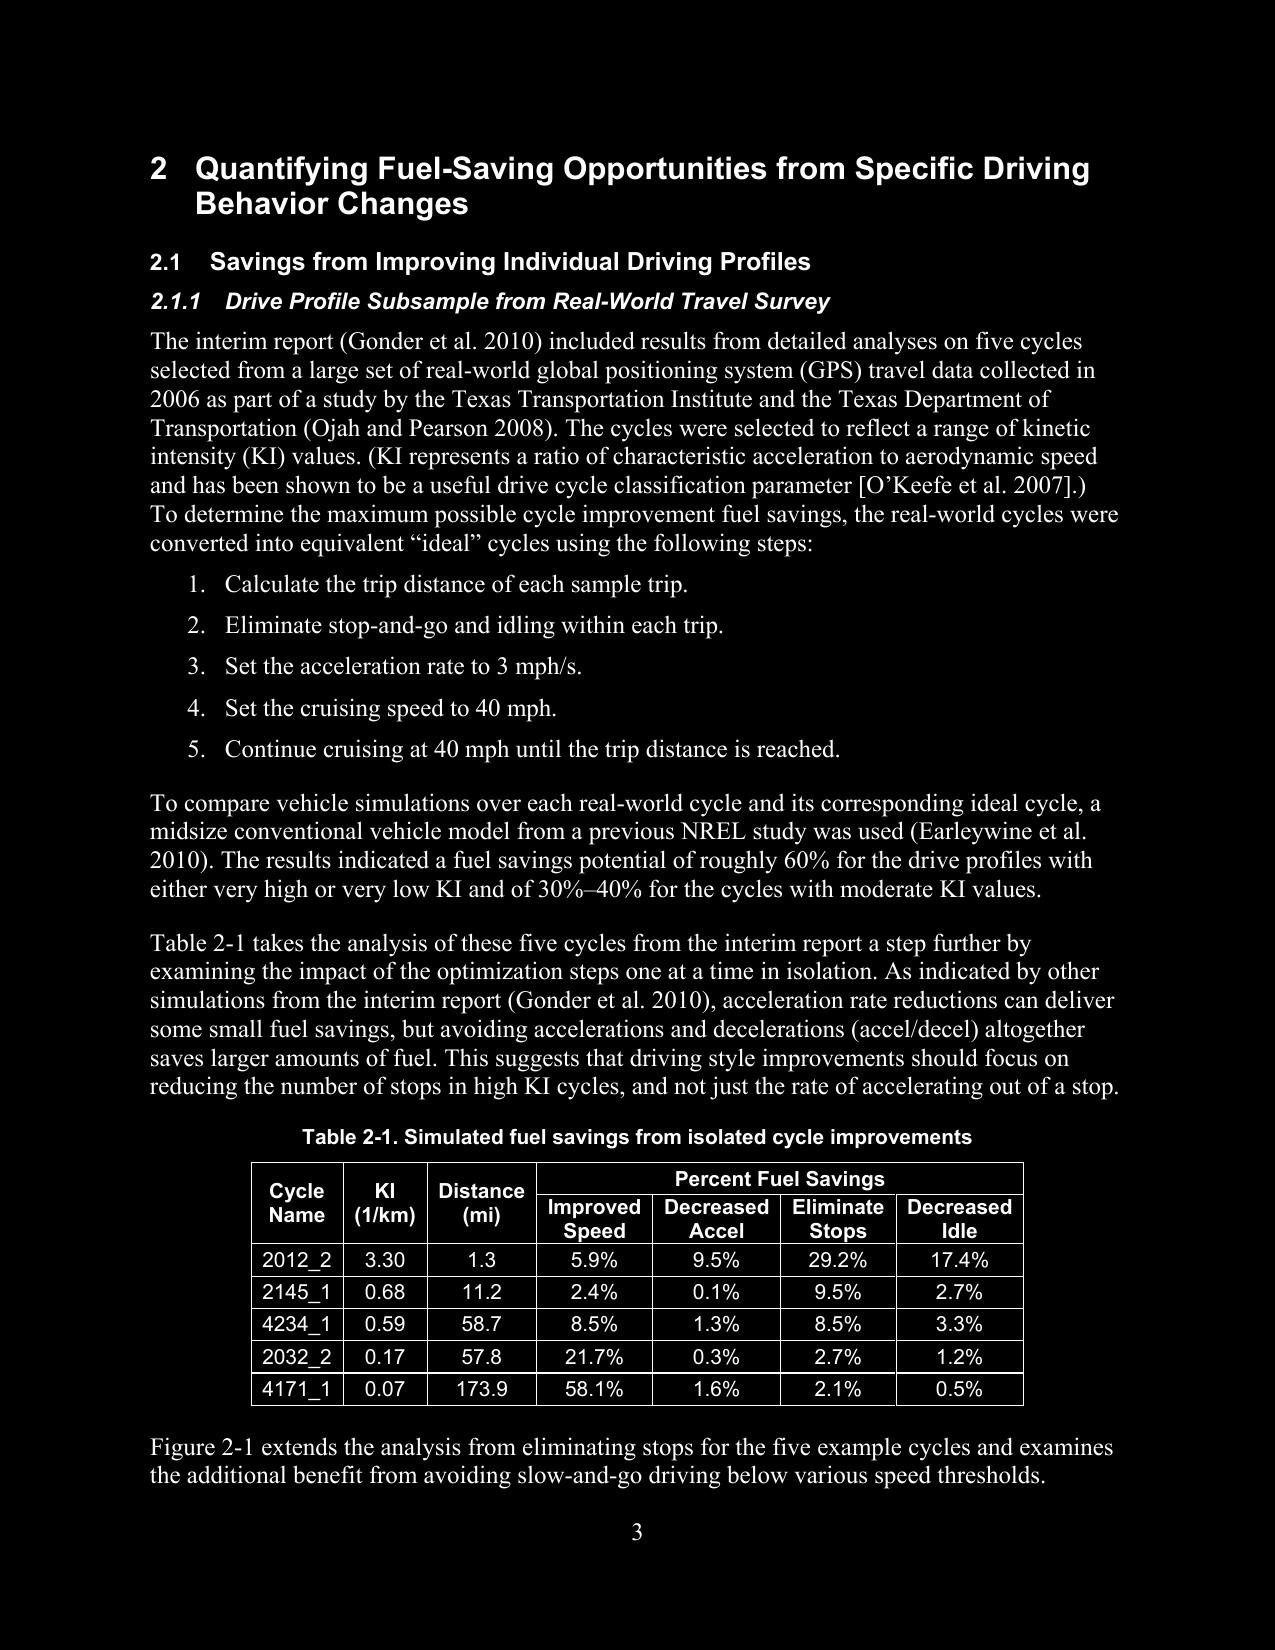 2 Quantifying Fuel-Saving Opportunities from Specific Driving
Behavior Changes
2.1 Savings from Improving Individual Driving Profiles
2.1.1 Drive Profile Subsample from Real-World Travel Survey
The interim report (Gonder et al. 2010) included results from detailed analyses on five cycles
selected from a large set of real-world global positioning system (GPS) travel data collected in
2006 as part of a study by the Texas Transportation Institute and the Texas Department of
Transportation (Ojah and Pearson 2008). The cycles were selected to reflect a range of kinetic
intensity (KI) values. (KI represents a ratio of characteristic acceleration to aerodynamic speed
and has been shown to be a useful drive cycle classification parameter [O’Keefe et al. 2007].)
To determine the maximum possible cycle improvement fuel savings, the real-world cycles were
converted into equivalent “ideal” cycles using the following steps:
1. Calculate the trip distance of each sample trip.
2. Eliminate stop-and-go and idling within each trip.
3. Set the acceleration rate to 3 mph/s.
4. Set the cruising speed to 40 mph.
5. Continue cruising at 40 mph until the trip distance is reached.
To compare vehicle simulations over each real-world cycle and its corresponding ideal cycle, a
midsize conventional vehicle model from a previous NREL study was used (Earleywine et al.
2010). The results indicated a fuel savings potential of roughly 60% for the drive profiles with
either very high or very low KI and of 30%–40% for the cycles with moderate KI values.
Table 2-1 takes the analysis of these five cycles from the interim report a step further by
examining the impact of the optimization steps one at a time in isolation. As indicated by other
simulations from the interim report (Gonder et al. 2010), acceleration rate reductions can deliver
some small fuel savings, but avoiding accelerations and decelerations (accel/decel) altogether
saves larger amounts of fuel. This suggests that driving style improvements should focus on
reducing the number of stops in high KI cycles, and not just the rate of accelerating out of a stop.
Table 2-1. Simulated fuel savings from isolated cycle improvements
Cycle Name KI (1/km) Distance (mi) Percent Fuel Savings
Improved Speed Decreased Accel Eliminate Stops Decreased Idle
2012_2 3.30 1.3 5.9% 9.5% 29.2% 17.4%
2145_1 0.68 11.2 2.4% 0.1% 9.5% 2.7%
4234_1 0.59 58.7 8.5% 1.3% 8.5% 3.3%
2032_2 0.17 57.8 21.7% 0.3% 2.7% 1.2%
4171_1 0.07 173.9 58.1% 1.6% 2.1% 0.5%
Figure 2-1 extends the analysis from eliminating stops for the five example cycles and examines
the additional benefit from avoiding slow-and-go driving below various speed thresholds.
3